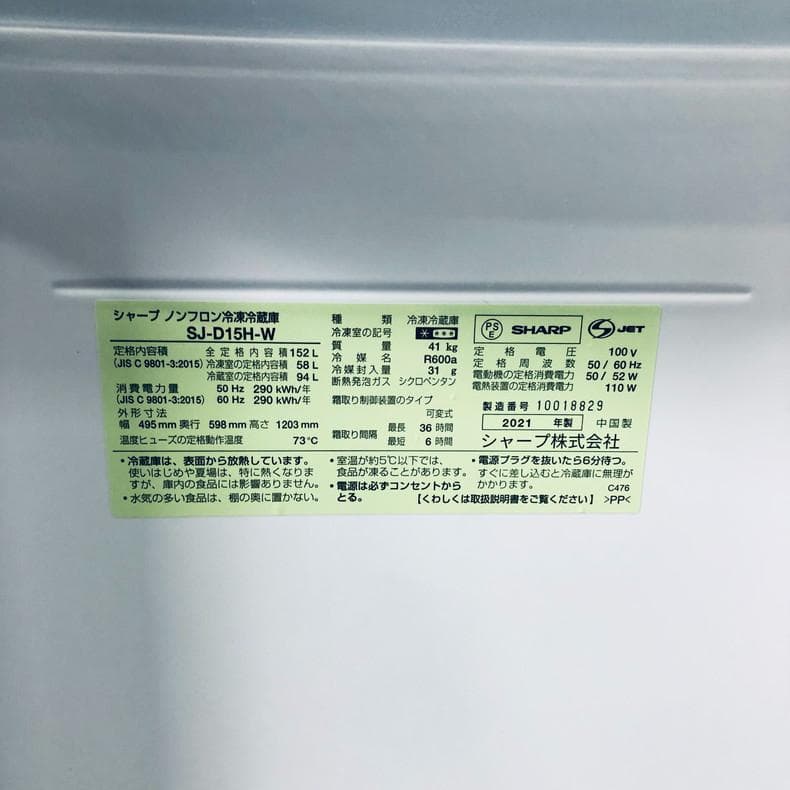 シャープ ノンフロン冷凍冷蔵庫
SJ-D15H-W
定格内容積 全定格内容積 152 L
(JIS C 9801-3:2015) 冷凍室の定格内容積 58 L
冷蔵室の定格内容積 94 L
消費電力量 50 Hz 290 kWh/年
(JIS C 9801-3:2015) 60 Hz 290 kWh/年
外形寸法
幅 495 mm 奥行 598 mm 高さ 1203 mm
温度ヒューズの定格動作温度 73℃
種類 冷凍冷蔵庫
冷凍室の記号
質量 41 kg
冷媒名 R600a
冷媒封入量 31 g
断熱発泡ガス シクロペンタン
霜取り制御装置のタイプ
可変式
霜取り間隔 最長 36 時間
最短 6 時間
PSE SHARP JET
定格電圧 100 V
定格周波数 50 / 60 Hz
電動機の定格消費電力 50 / 52 W
電熱装置の定格消費電力 110 W
製造番号 10018829
2021 年製 中国製
シャープ株式会社
・冷蔵庫は、表面から放熱しています。
使いはじめや夏場は、特に熱くなりま
すが、庫内の食品には影響ありません。
・水気の多い食品は、棚の奥に置かない。
・室温が約5℃以下では、
食品が凍ることがあります。
・電源は必ずコンセントから
とる。
・電源プラグを抜いたら6分待つ。
すぐに差し込むと冷蔵庫に無理が
かかります。
C476
【くわしくは取扱説明書をご覧ください】 >PP<